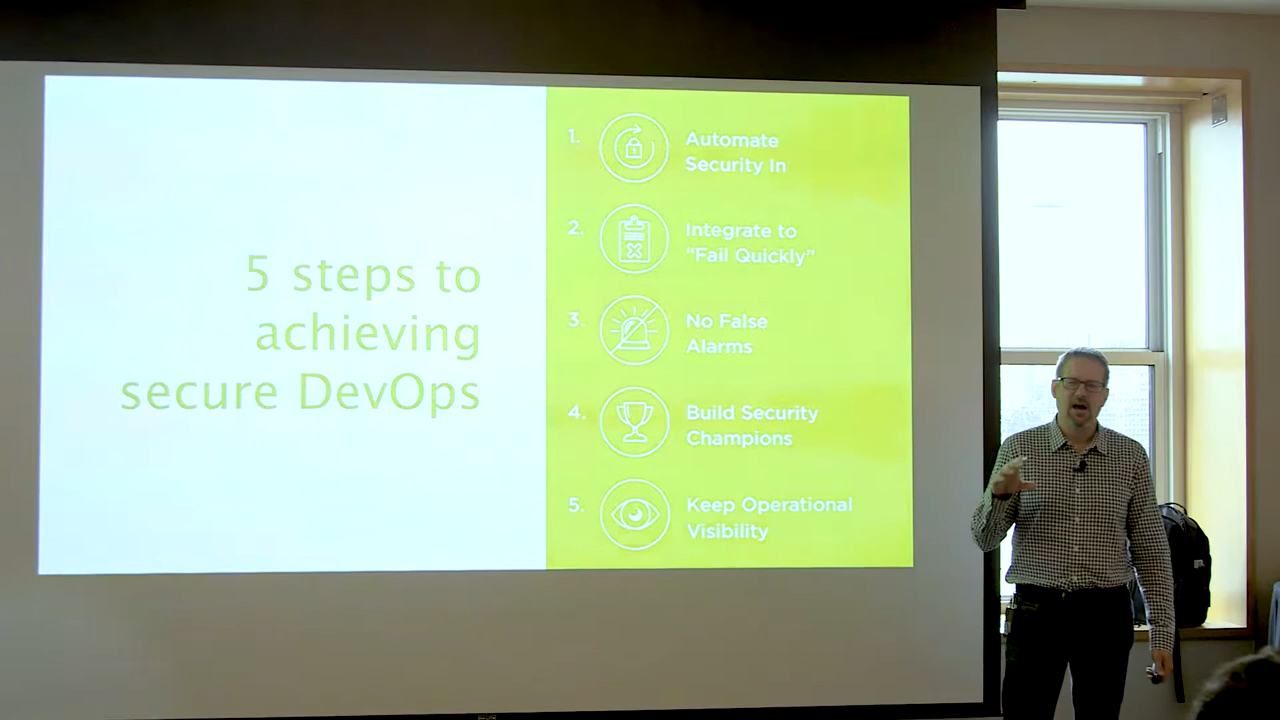 5 steps to
achieving
secure DevOps
1. Automate
Security In
2. Integrate to
“Fail Quickly”
3. No False
Alarms
4. Build Security
Champions
5. Keep Operational
Visibility